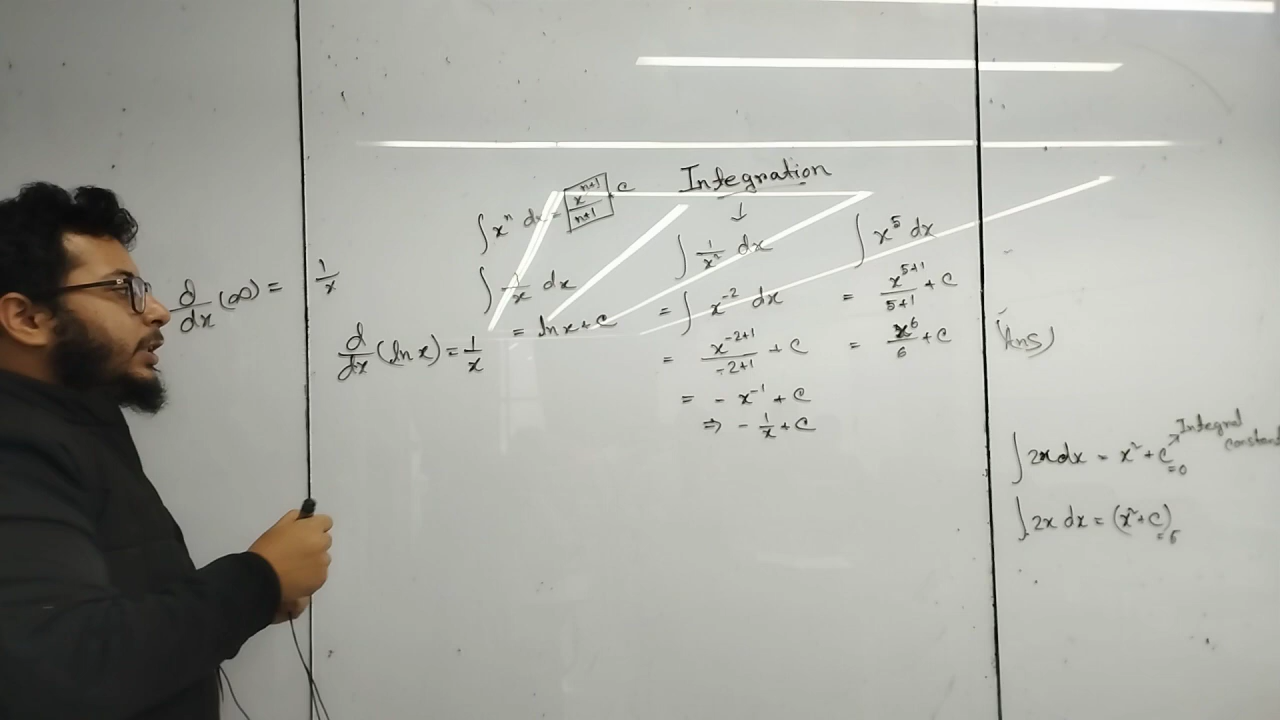 Integration
∫ xⁿ dx = xⁿ⁺¹/n+1 + c
∫ 1/x dx
= ln x + c
d/dx (∞) = 1/x
d/dx (ln x) = 1/x
∫ 1/x² dx
= ∫ x⁻² dx
= x⁻²⁺¹/-2+1 + c
= - x⁻¹ + c
⇒ - 1/x + c
∫ x⁵ dx
= x⁵⁺¹/5+1 + c
= x⁶/6 + c
(Ans)
∫ 2x dx = x² + c =0
Integral constant
∫ 2x dx = (x² + c) = 5